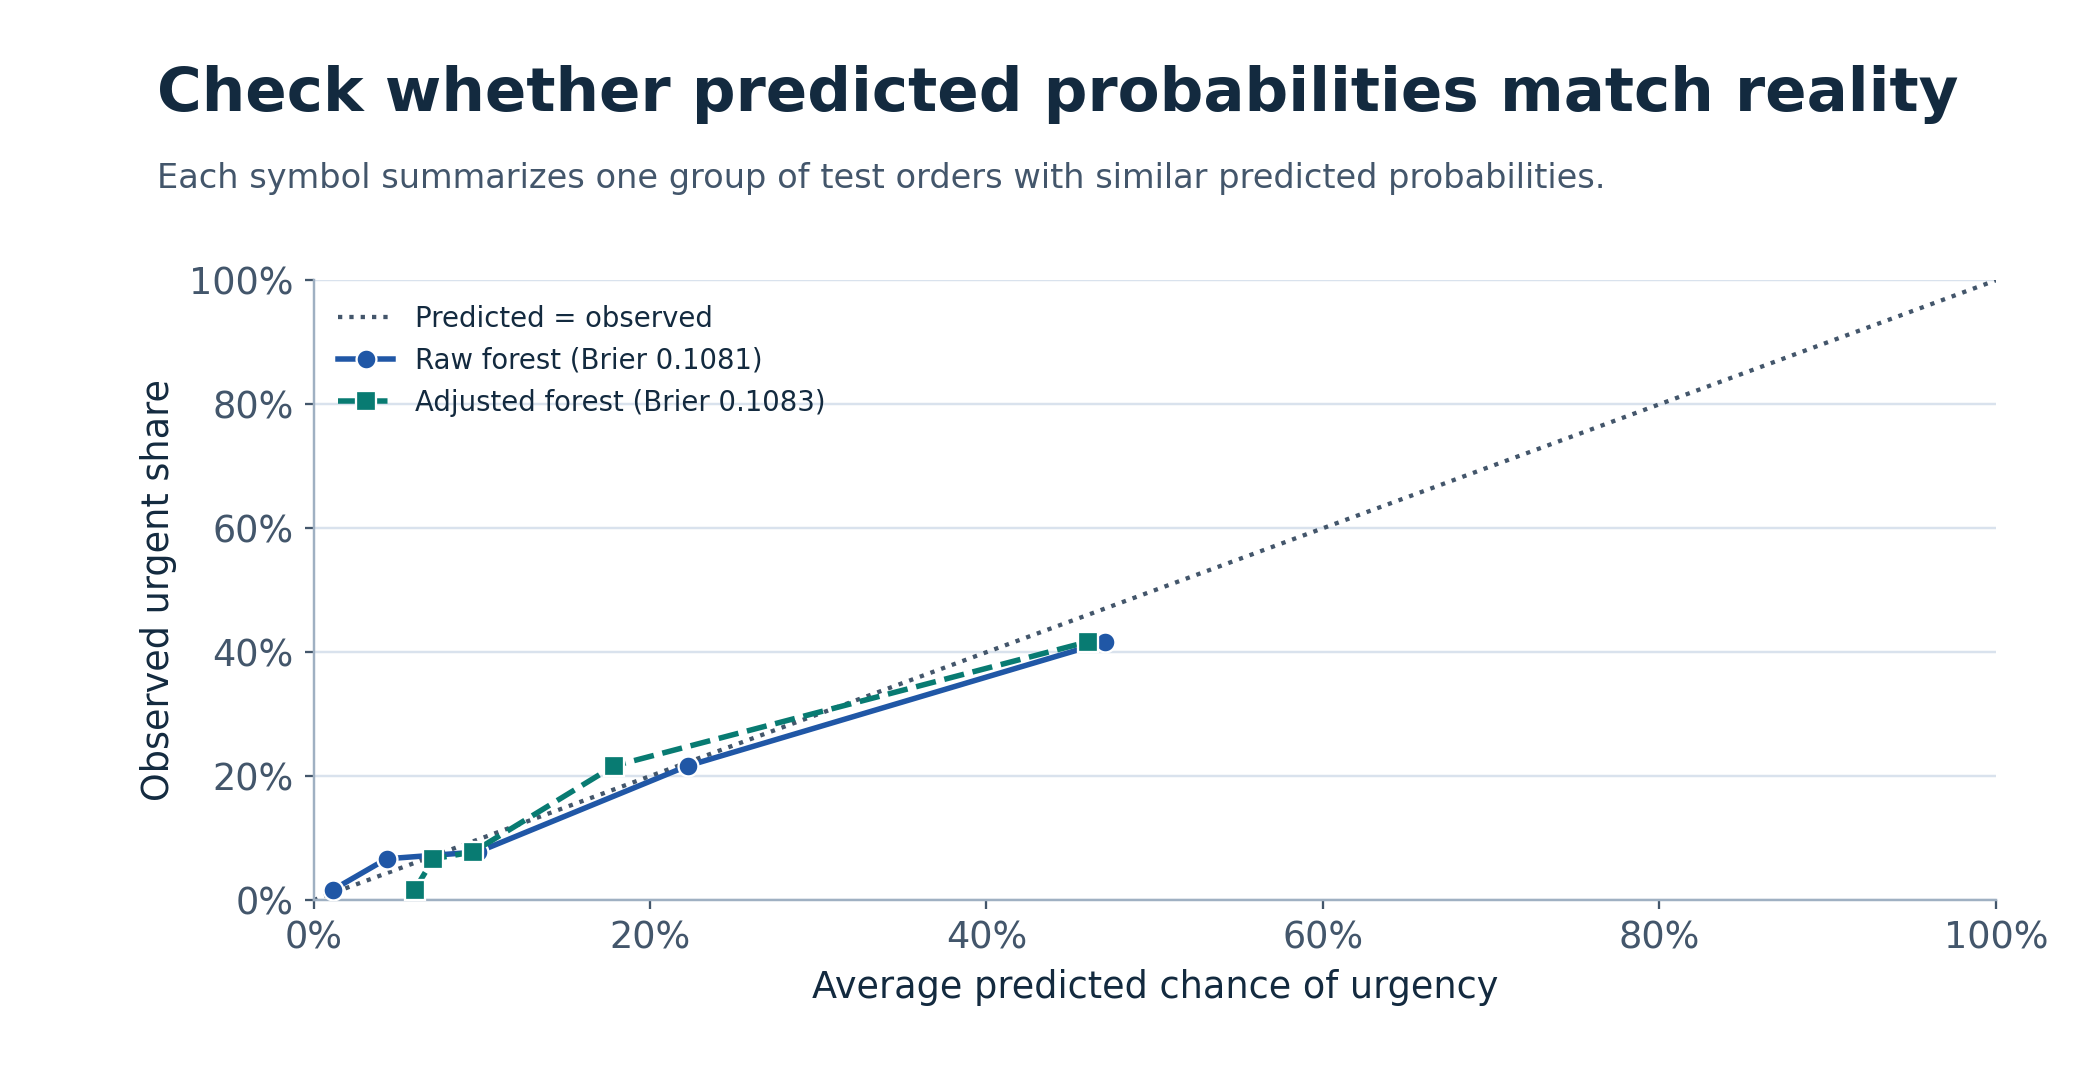 Check whether predicted probabilities match reality
Each symbol summarizes one group of test orders with similar predicted probabilities.
100%
80%
60%
40%
20%
0%
Observed urgent share
Predicted = observed
Raw forest (Brier 0.1081)
Adjusted forest (Brier 0.1083)
0%
20%
40%
60%
80%
100%
Average predicted chance of urgency